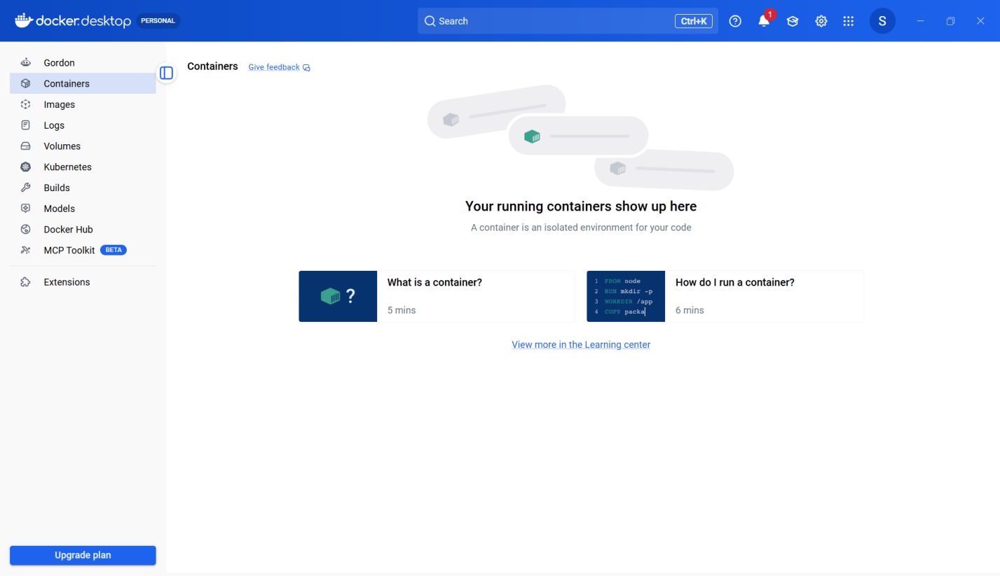 docker.desktop PERSONAL
Search Ctrl+K
1
S
Gordon
Containers
Images
Logs
Volumes
Kubernetes
Builds
Models
Docker Hub
MCP Toolkit BETA
Extensions
Upgrade plan
Containers Give feedback
Your running containers show up here
A container is an isolated environment for your code
?
What is a container?
5 mins
1 FROM node
2 RUN mkdir -p
3 WORKDIR /app
4 COPY packa
How do I run a container?
6 mins
View more in the Learning center